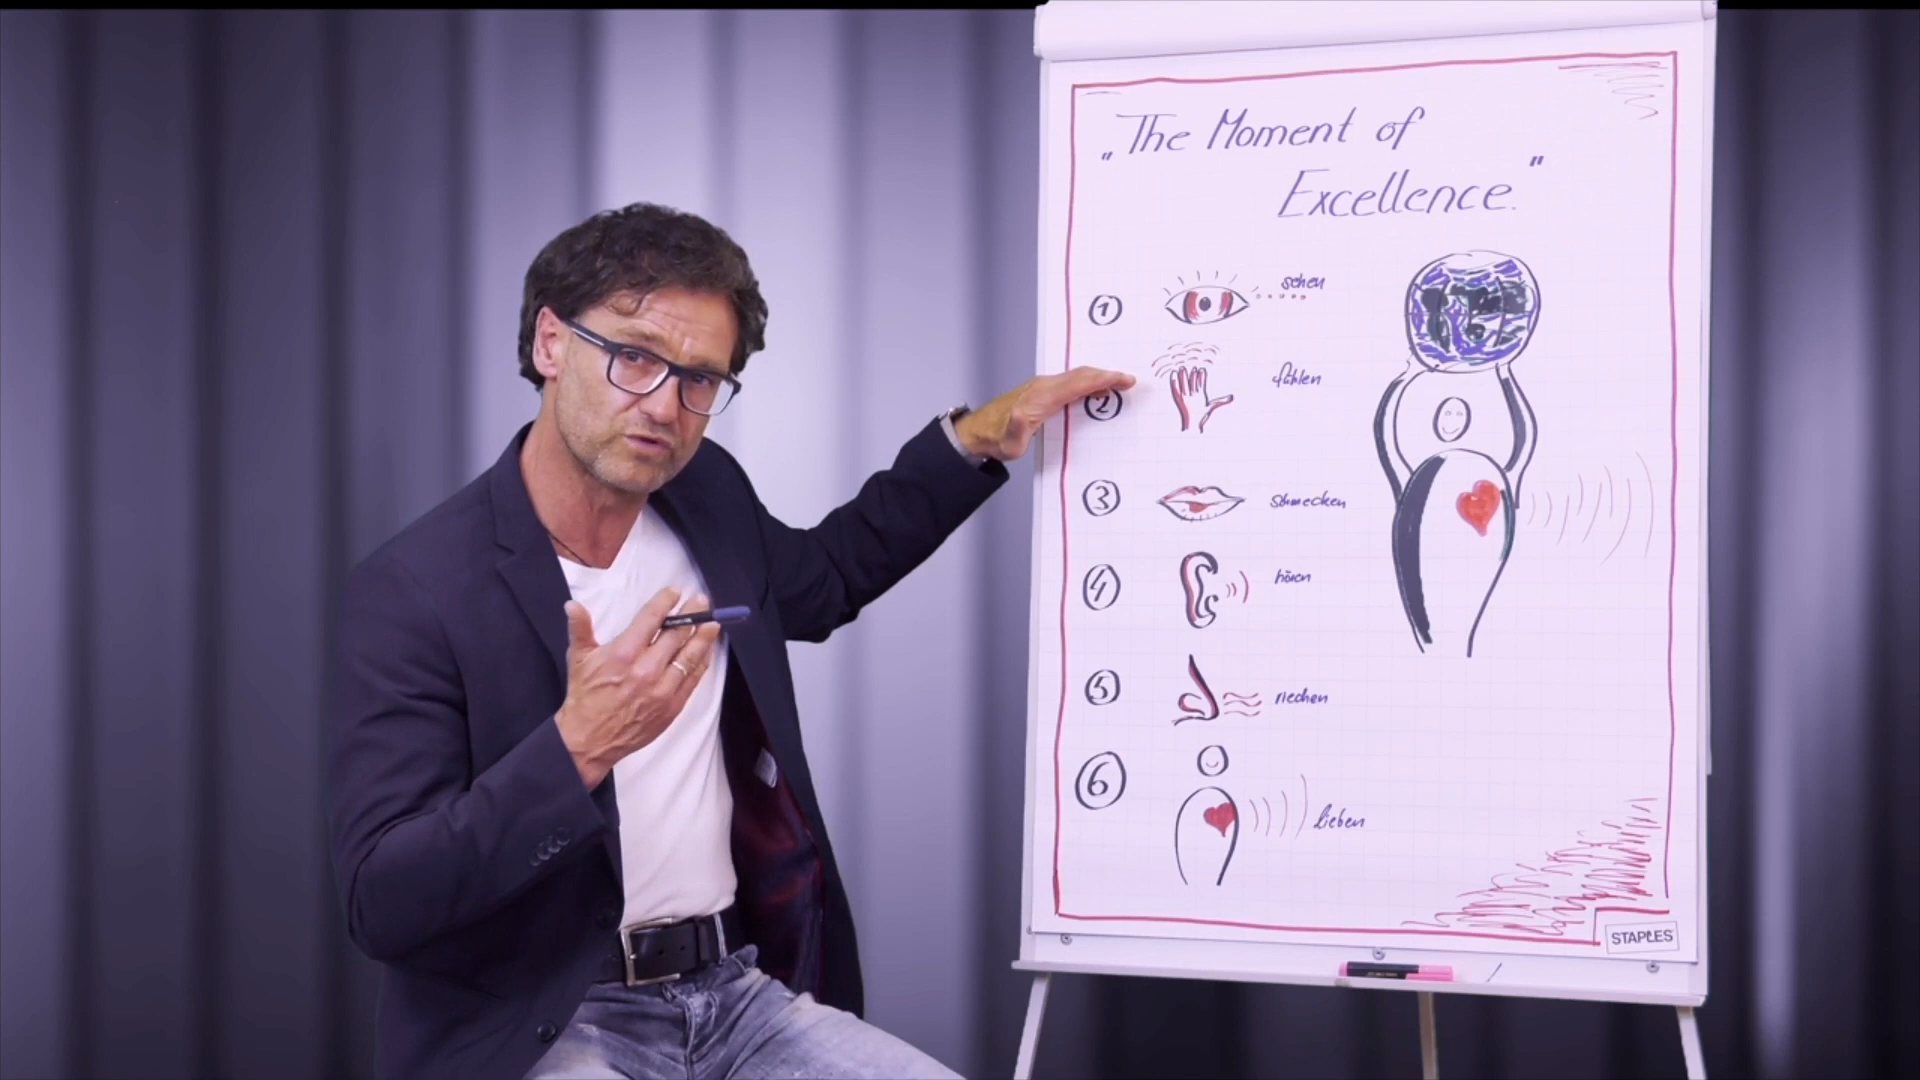 „The Moment of
Excellence."
1 sehen
2 fühlen
3 schmecken
4 hören
5 riechen
6 lieben
STAPLES